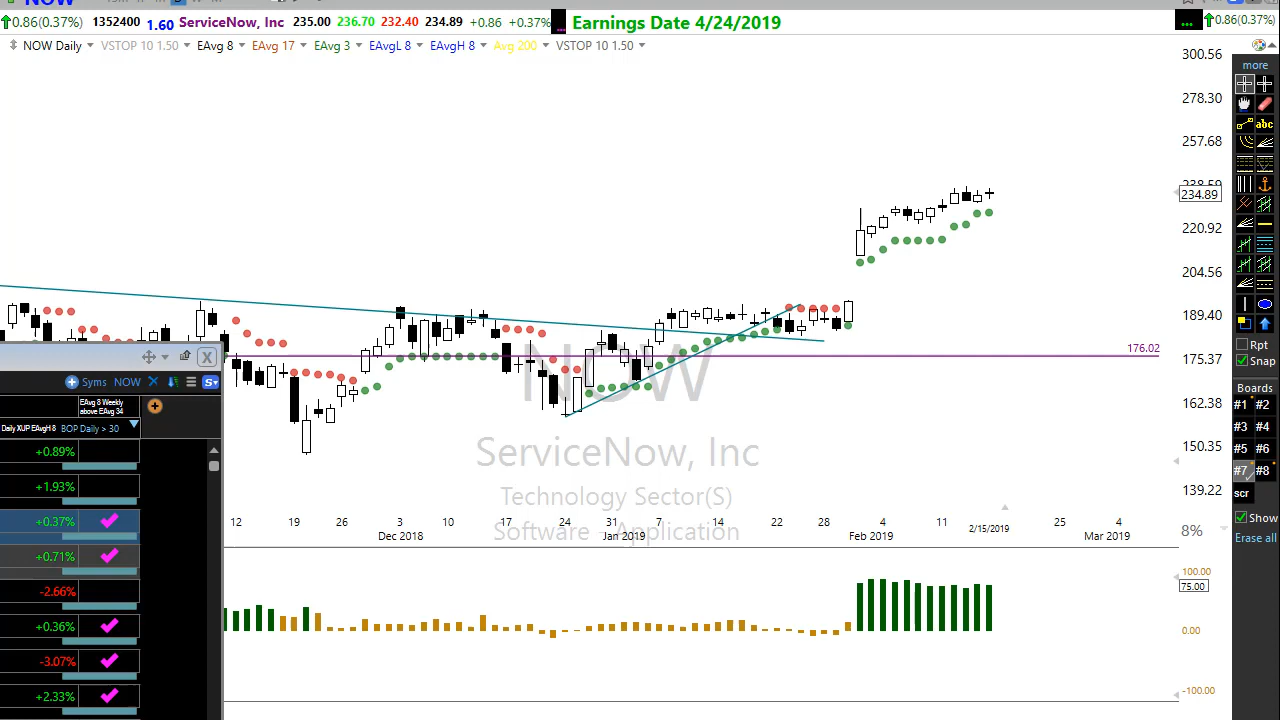 NOW
0.86(0.37%) 1352400 1.60 ServiceNow, Inc 235.00 236.70 232.40 234.89 +0.86 +0.37% ... Earnings Date 4/24/2019 ... 0.86(0.37%)
NOW Daily VSTOP 10 1.50 EAvg 8 EAvg 17 EAvg 3 EAvgL 8 EAvgH 8 Avg 200 VSTOP 10 1.50
300.56
more
278.30
abc
257.68
234.89
220.92
204.56
189.40
Rpt
176.02
175.37
Snap
NOW
Syms NOW X S
Boards
EAvg 8 Weekly
above EAvg 34
162.38
#1 #2
Daily XUP EAvgH 8 BOP Daily > 30
#3 #4
ServiceNow, Inc
150.35
#5 #6
+0.89%
#7 #8
+1.93%
Technology Sector(S)
139.22
scr
+0.37%
12 19 26 3 10 17 24 31 7 14 22 28 4 11 2/15/2019 25 4
Show
Software - Application
8%
Dec 2018 Jan 2019 Feb 2019 Mar 2019
Erase all
+0.71%
100.00
75.00
-2.66%
+0.36%
0.00
-3.07%
+2.33%
-100.00